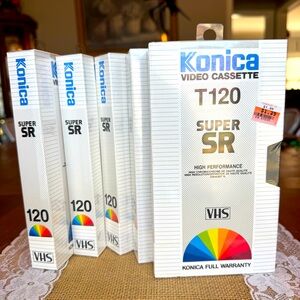 Konica
SUPER
SR
120
VHS
Konica
SUPER
SR
120
VHS
Konica
SUPER
SR
120
VHS
Konica
VIDEO CASSETTE
T120
SUPER
SR
HIGH PERFORMANCE
VHS
KONICA FULL WARRANTY